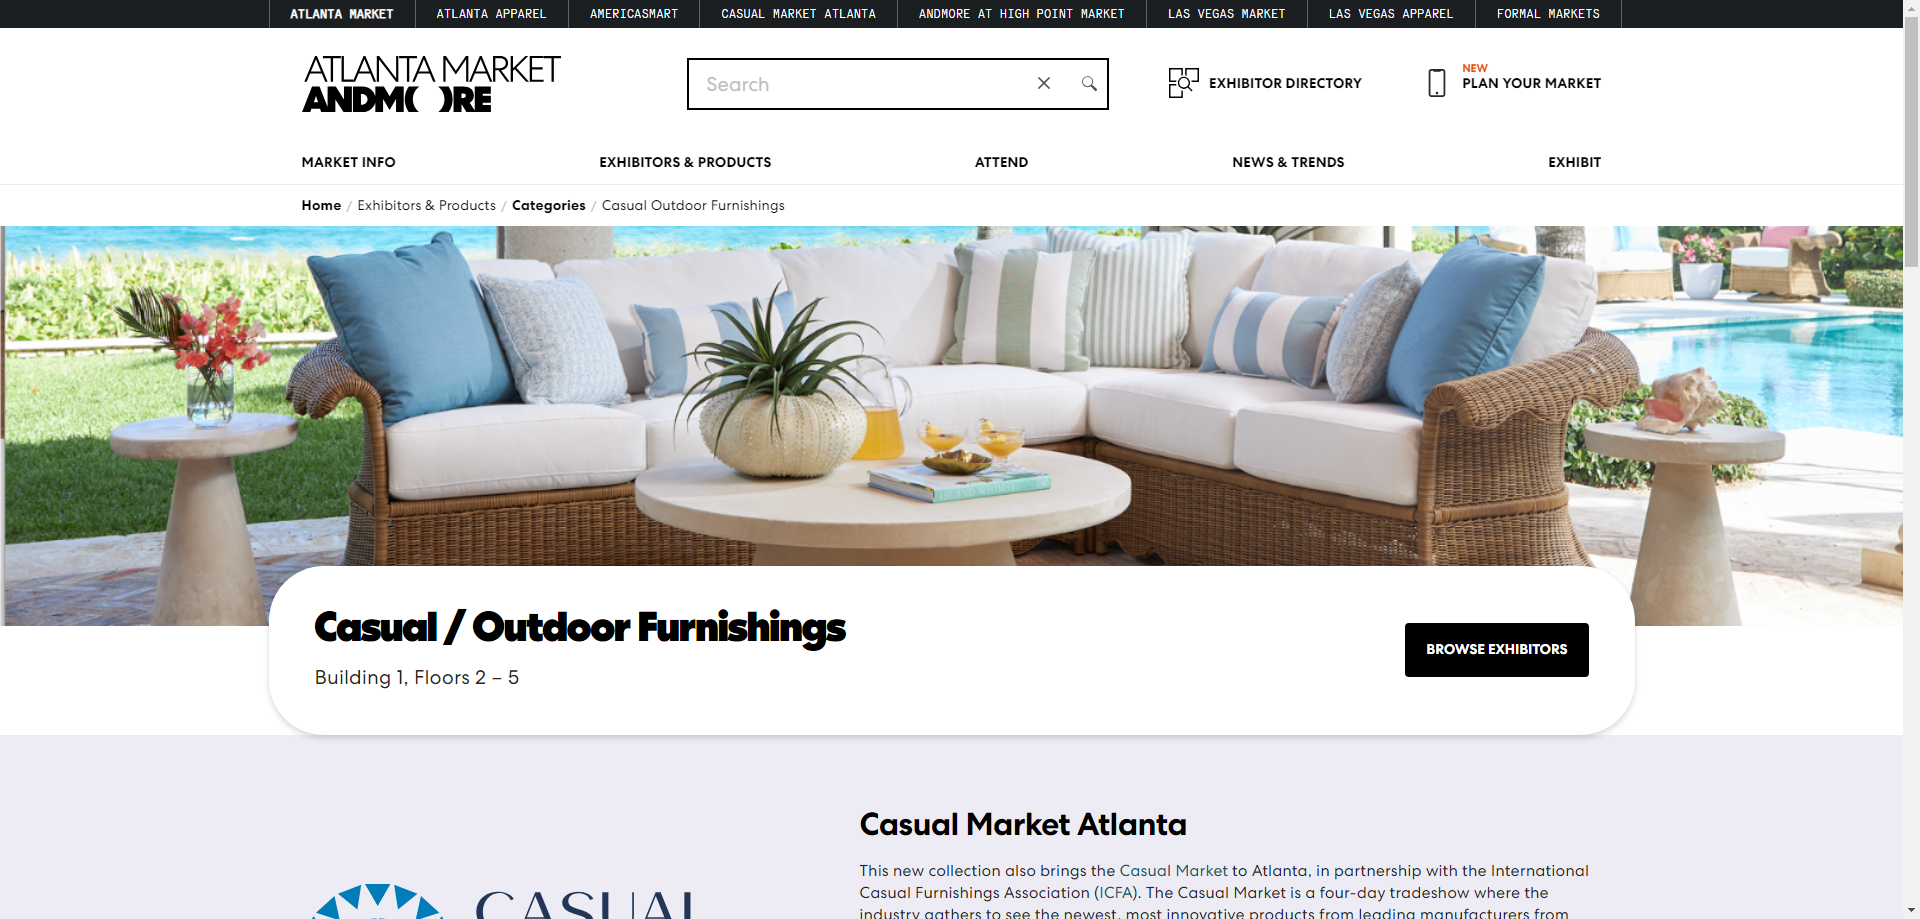 ATLANTA MARKET
ATLANTA APPAREL
AMERICASMART
CASUAL MARKET ATLANTA
ANDMORE AT HIGH POINT MARKET
LAS VEGAS MARKET
LAS VEGAS APPAREL
FORMAL MARKETS
ATLANTA MARKET
ANDMORE
Search
EXHIBITOR DIRECTORY
NEW
PLAN YOUR MARKET
MARKET INFO
EXHIBITORS & PRODUCTS
ATTEND
NEWS & TRENDS
EXHIBIT
Home / Exhibitors & Products / Categories / Casual Outdoor Furnishings
ISLAND WHIMSY
Casual / Outdoor Furnishings
Building 1, Floors 2 – 5
BROWSE EXHIBITORS
CASUAL
Casual Market Atlanta
This new collection also brings the Casual Market to Atlanta, in partnership with the International
Casual Furnishings Association (ICFA). The Casual Market is a four-day tradeshow where the
industry gathers to see the newest, most innovative products from leading manufacturers from